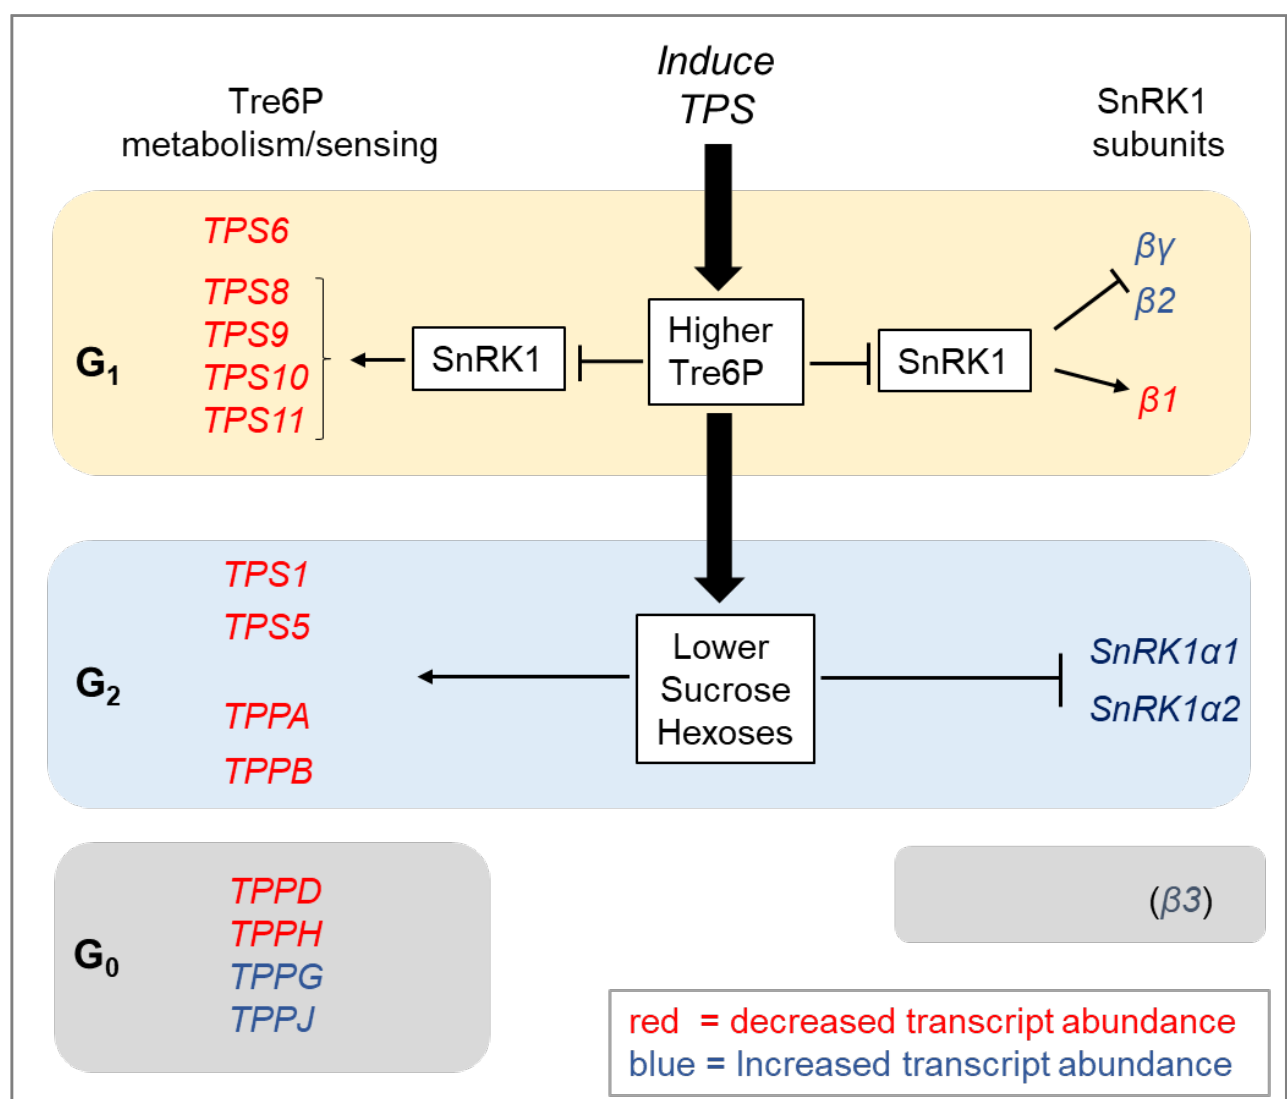 Induce
TPS
Tre6P
metabolism/sensing
SnRK1
subunits
G1
TPS6
TPS8
TPS9
TPS10
TPS11
SnRK1
Higher
Tre6P
SnRK1
βγ
β2
β1
G2
TPS1
TPS5
TPPA
TPPB
Lower
Sucrose
Hexoses
SnRK1α1
SnRK1α2
G0
TPPD
TPPH
TPPG
TPPJ
(β3)
red = decreased transcript abundance
blue = Increased transcript abundance